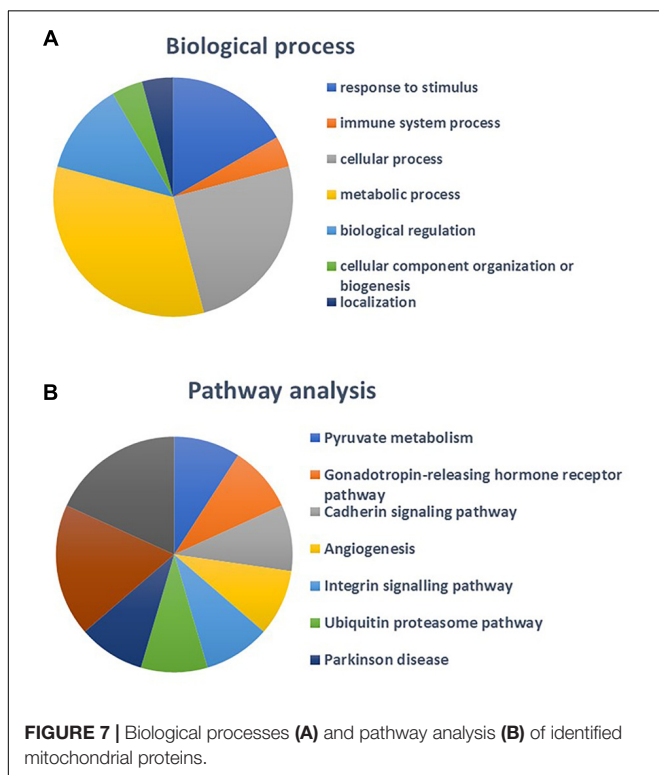 A
Biological process
response to stimulus
immune system process
cellular process
metabolic process
biological regulation
cellular component organization or
biogenesis
localization
B
Pathway analysis
Pyruvate metabolism
Gonadotropin-releasing hormone receptor
pathway
Cadherin signaling pathway
Angiogenesis
Integrin signalling pathway
Ubiquitin proteasome pathway
Parkinson disease
FIGURE 7 | Biological processes (A) and pathway analysis (B) of identified
mitochondrial proteins.